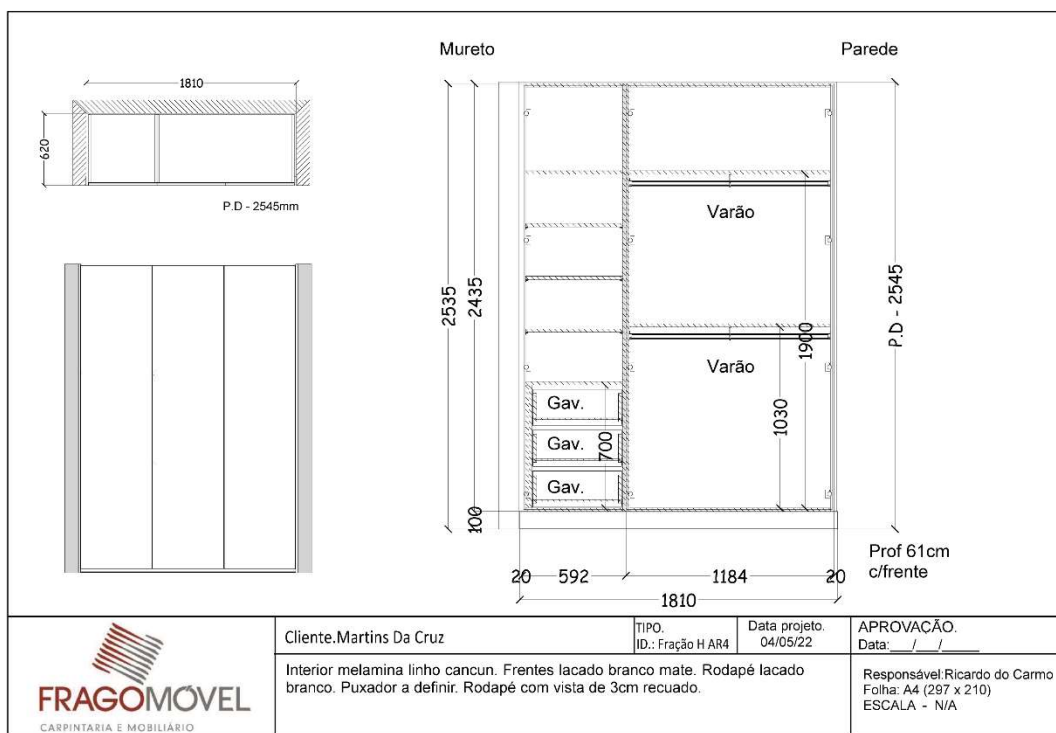 Mureto
Parede
1810
620
P.D - 2545mm
2535
2435
100
Varão
Varão
1900
1030
P.D - 2545
Gav.
Gav.
Gav.
700
20
592
1184
20
1810
Prof 61cm
c/frente
FRAGOMÓVEL
CARPINTARIA E MOBILIÁRIO
Cliente.Martins Da Cruz
TIPO.
ID.: Fração H AR4
Data projeto.
04/05/22
APROVAÇÃO.
Data:___/___/____
Interior melamina linho cancun. Frentes lacado branco mate. Rodapé lacado
branco. Puxador a definir. Rodapé com vista de 3cm recuado.
Responsável:Ricardo do Carmo
Folha: A4 (297 x 210)
ESCALA - N/A